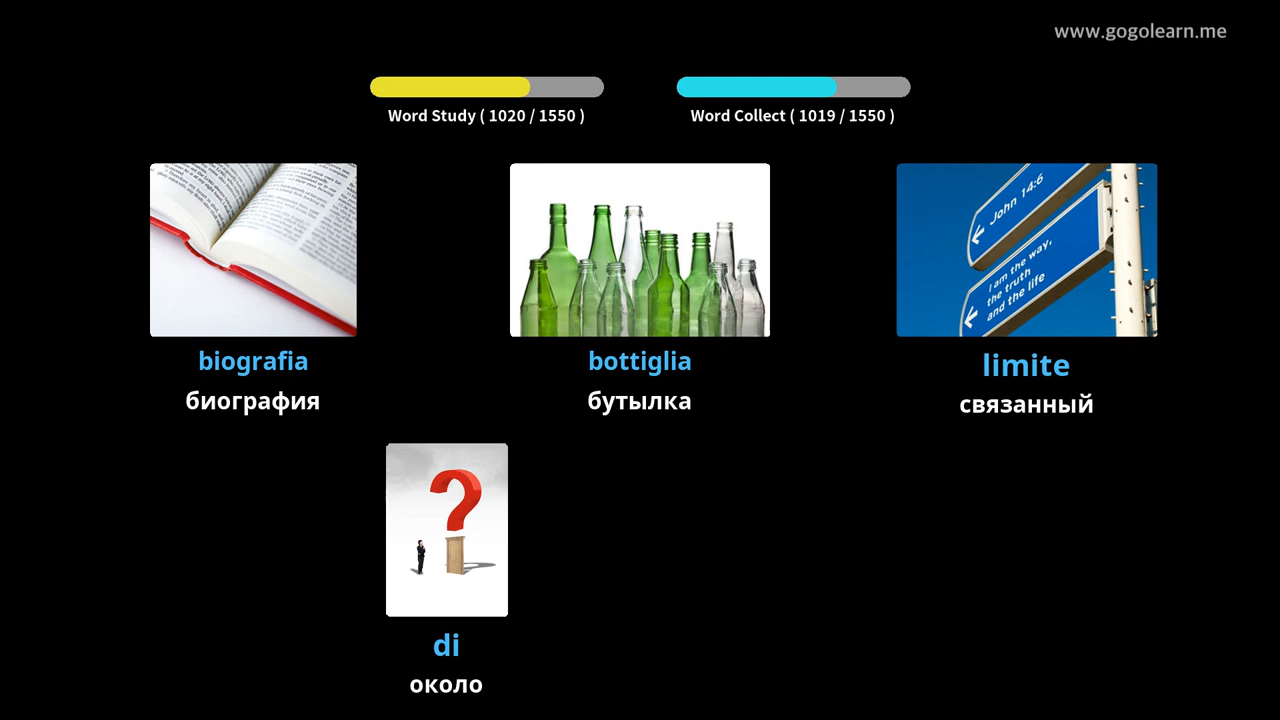 www.gogolearn.me
Word Study ( 1020 / 1550 )
Word Collect ( 1019 / 1550 )
John 14:6
I am the way,
the truth
and the life
biografia
биография
bottiglia
бутылка
limite
связанный
di
около